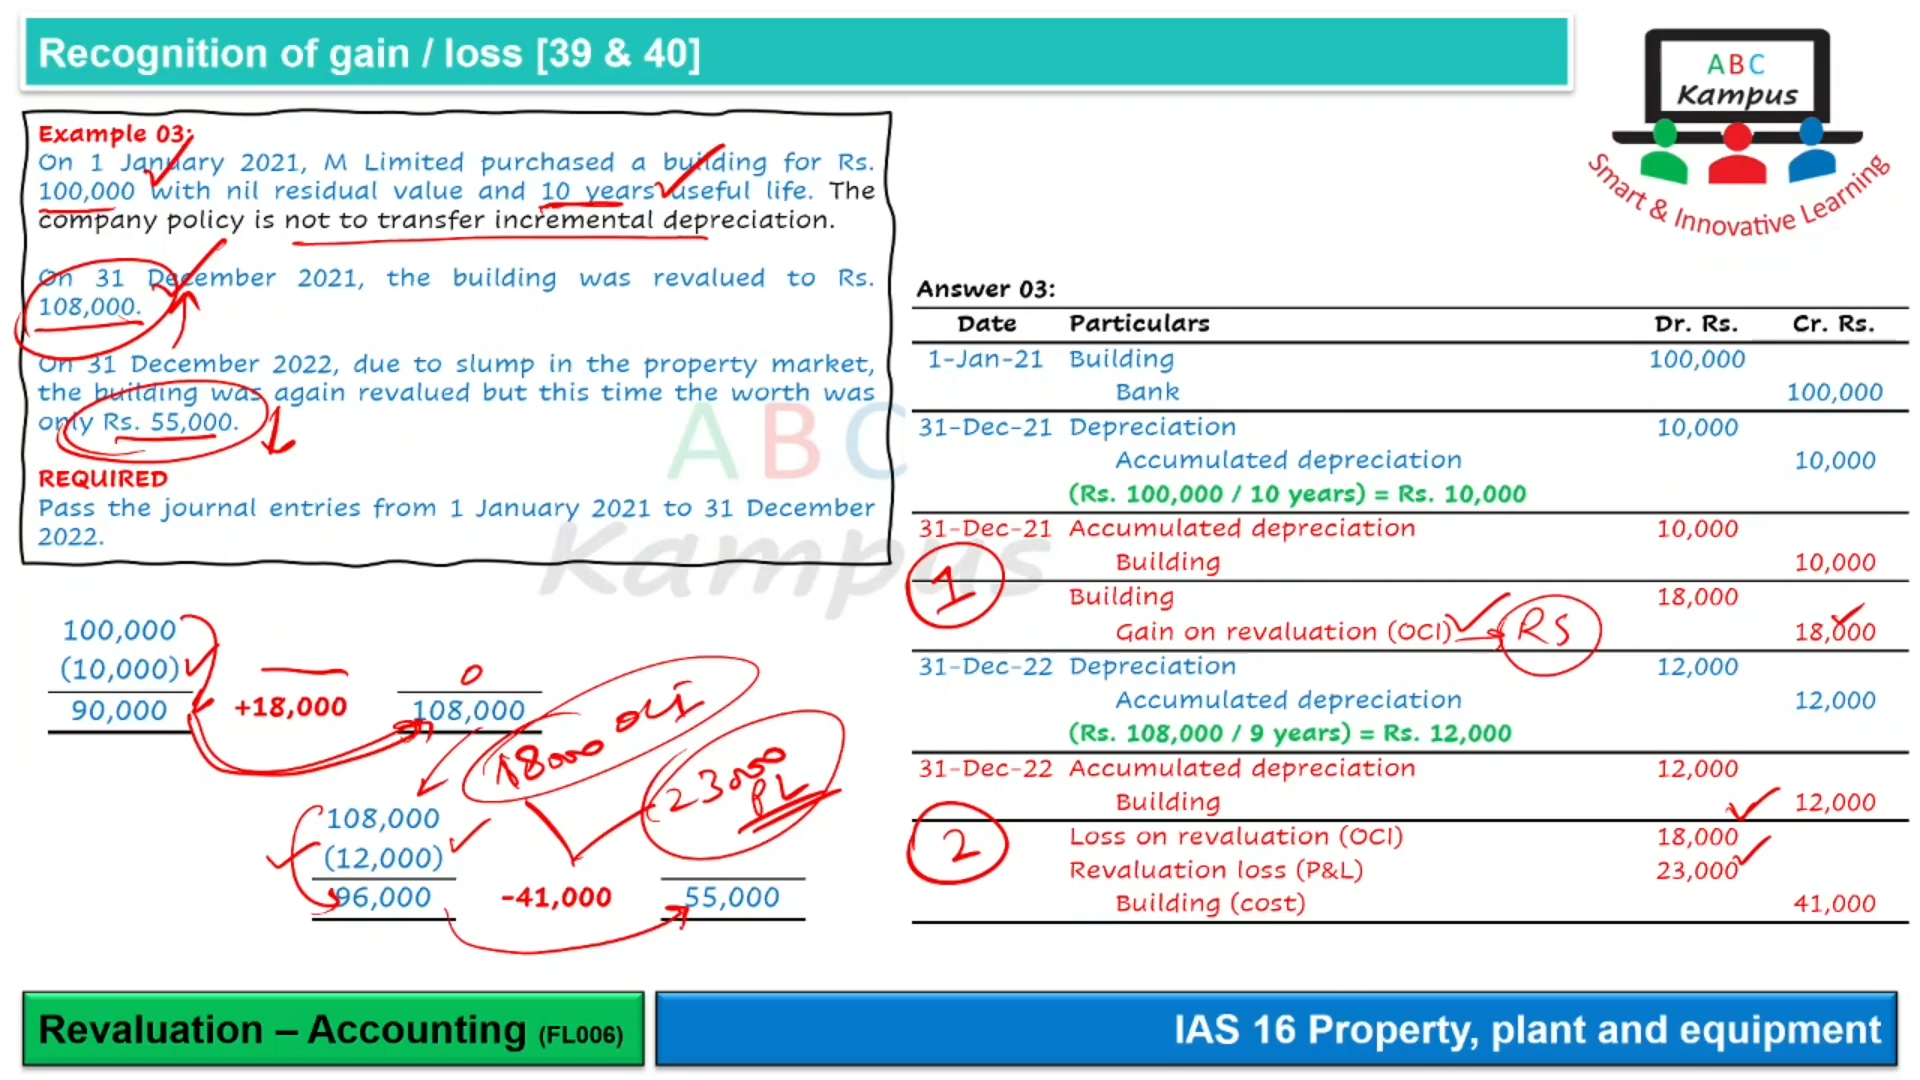 Recognition of gain / loss [39 & 40]
ABC
Kampus
Smart & Innovative Learning
Example 03:
On 1 January 2021, M Limited purchased a building for Rs.
100,000 with nil residual value and 10 years useful life. The
company policy is not to transfer incremental depreciation.
On 31 December 2021, the building was revalued to Rs.
108,000.
On 31 December 2022, due to slump in the property market,
the building was again revalued but this time the worth was
only Rs. 55,000.
REQUIRED
Pass the journal entries from 1 January 2021 to 31 December
2022.
ABC
Kampus
100,000
(10,000)
90,000 +18,000 108,000
0
18000 OCI
23000
PL
108,000
(12,000)
96,000 -41,000 55,000
Answer 03:
Date Particulars Dr. Rs. Cr. Rs.
1-Jan-21 Building 100,000
Bank 100,000
31-Dec-21 Depreciation 10,000
Accumulated depreciation 10,000
(Rs. 100,000 / 10 years) = Rs. 10,000
31-Dec-21 Accumulated depreciation 10,000
Building 10,000
1
Building 18,000
Gain on revaluation (OCI) RS 18,000
31-Dec-22 Depreciation 12,000
Accumulated depreciation 12,000
(Rs. 108,000 / 9 years) = Rs. 12,000
31-Dec-22 Accumulated depreciation 12,000
Building 12,000
2
Loss on revaluation (OCI) 18,000
Revaluation loss (P&L) 23,000
Building (cost) 41,000
Revaluation – Accounting (FL006)
IAS 16 Property, plant and equipment